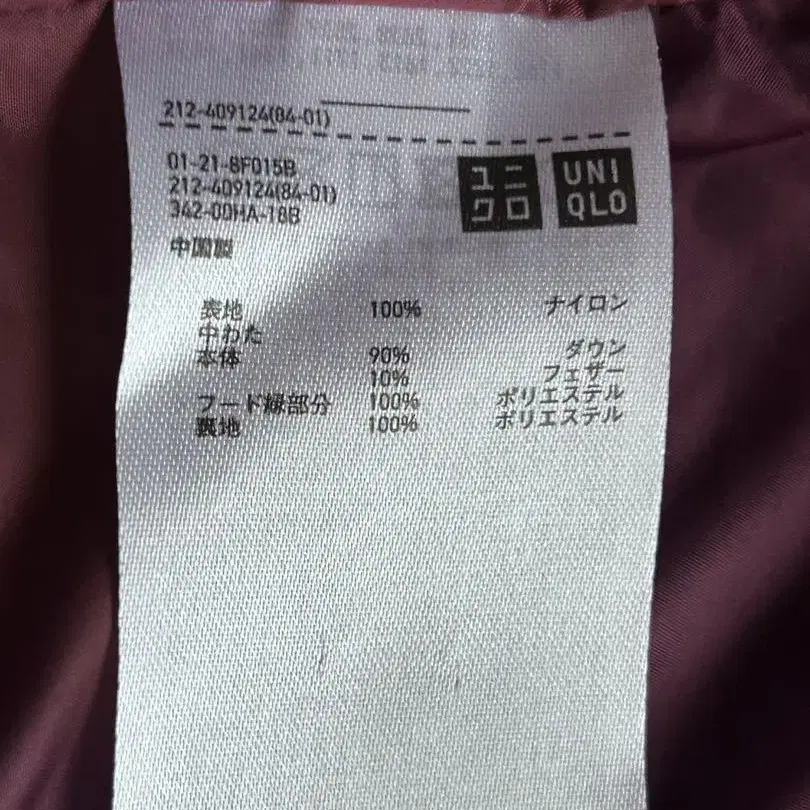 212-409124(84-01)
01-21-8F015B
212-409124(84-01)
342-00HA-18B
中国製
ユニ
クロ
UNI
QLO
表地 100% ナイロン
中わた
本体 90% ダウン
10% フェザー
フード縁部分 100% ポリエステル
裏地 100% ポリエステル